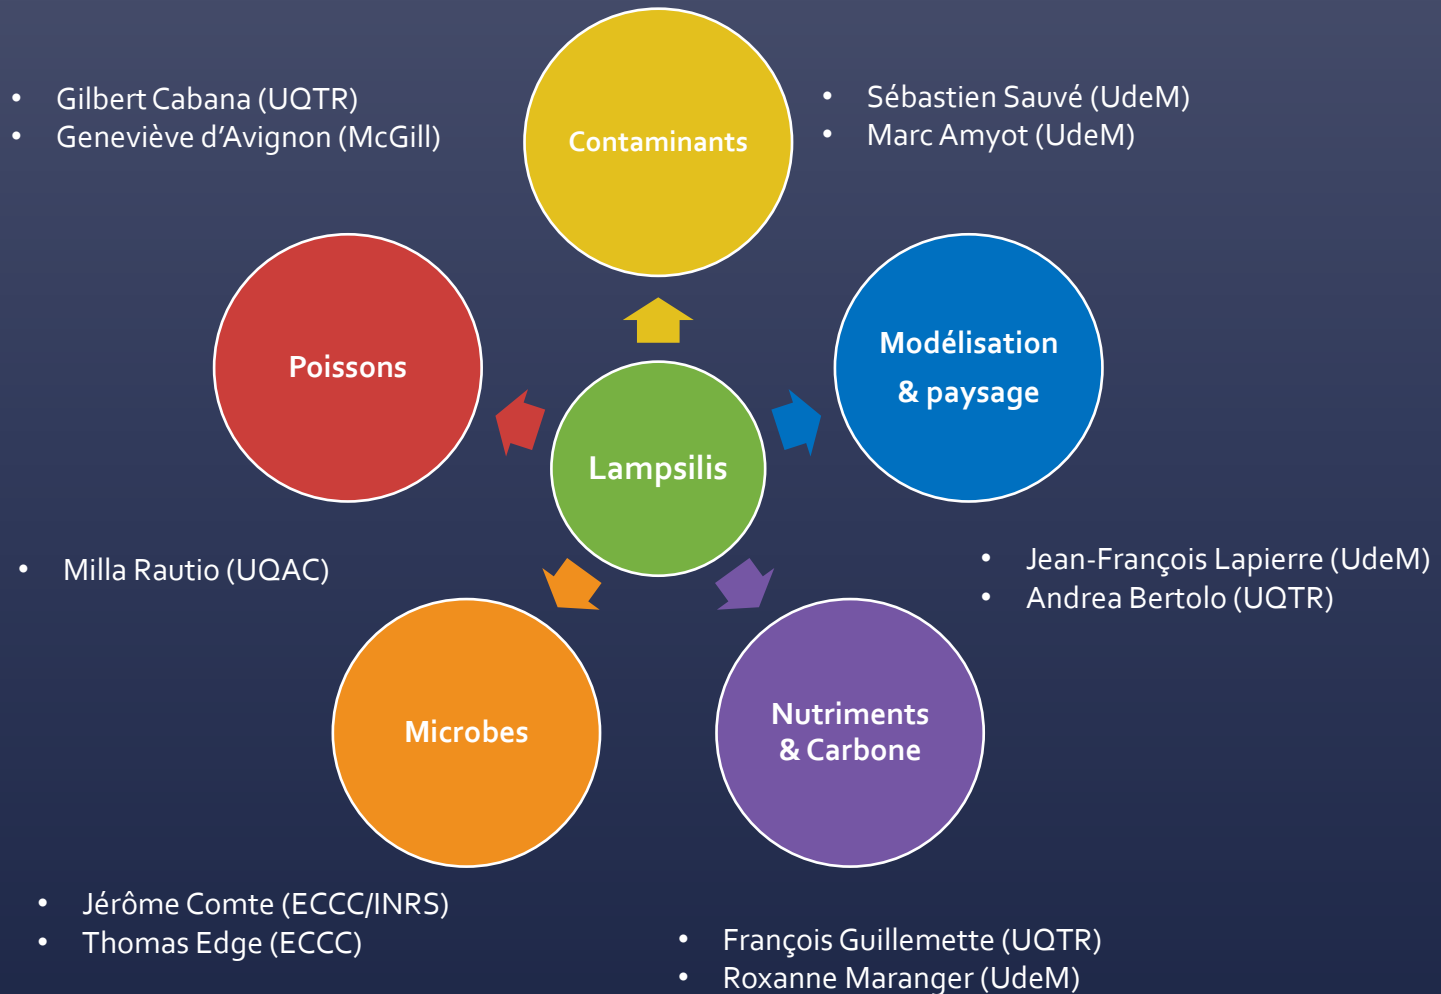 Contaminants
• Gilbert Cabana (UQTR)
• Geneviève d’Avignon (McGill)
• Sébastien Sauvé (UdeM)
• Marc Amyot (UdeM)
Poissons
Modélisation
& paysage
Lampsilis
• Milla Rautio (UQAC)
• Jean-François Lapierre (UdeM)
• Andrea Bertolo (UQTR)
Microbes
Nutriments
& Carbone
• Jérôme Comte (ECCC/INRS)
• Thomas Edge (ECCC)
• François Guillemette (UQTR)
• Roxanne Maranger (UdeM)